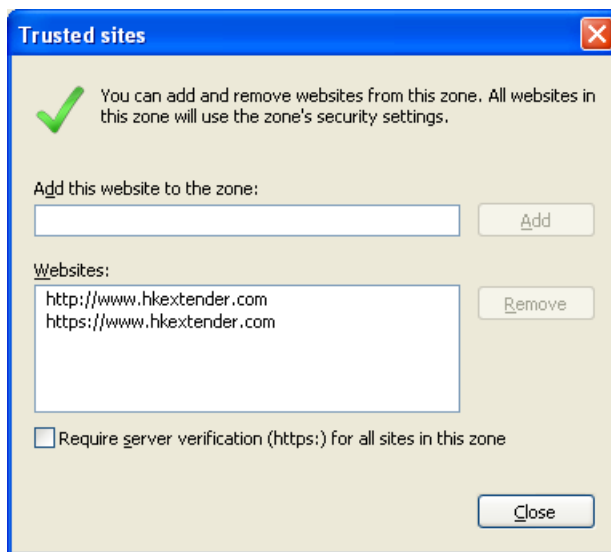 Trusted sites
You can add and remove websites from this zone. All websites in
this zone will use the zone's security settings.
Add this website to the zone:
Add
Websites:
http://www.hkextender.com
https://www.hkextender.com
Remove
Require server verification (https:) for all sites in this zone
Close